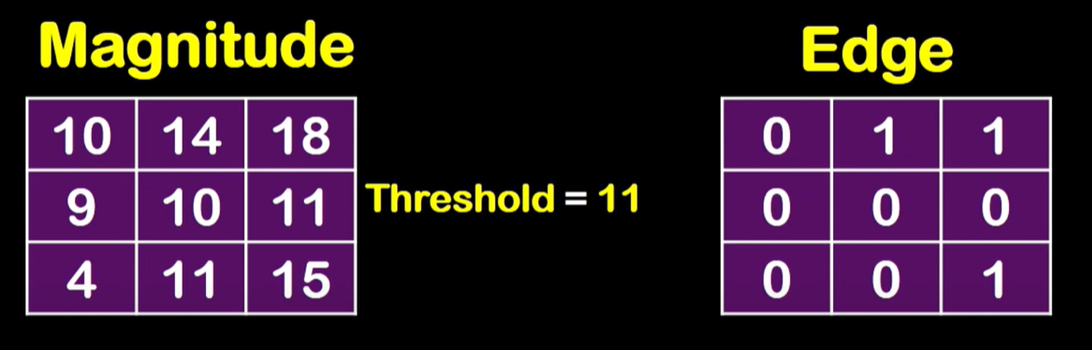 Magnitude
10 14 18
9 10 11
4 11 15
Threshold = 11
Edge
0 1 1
0 0 0
0 0 1